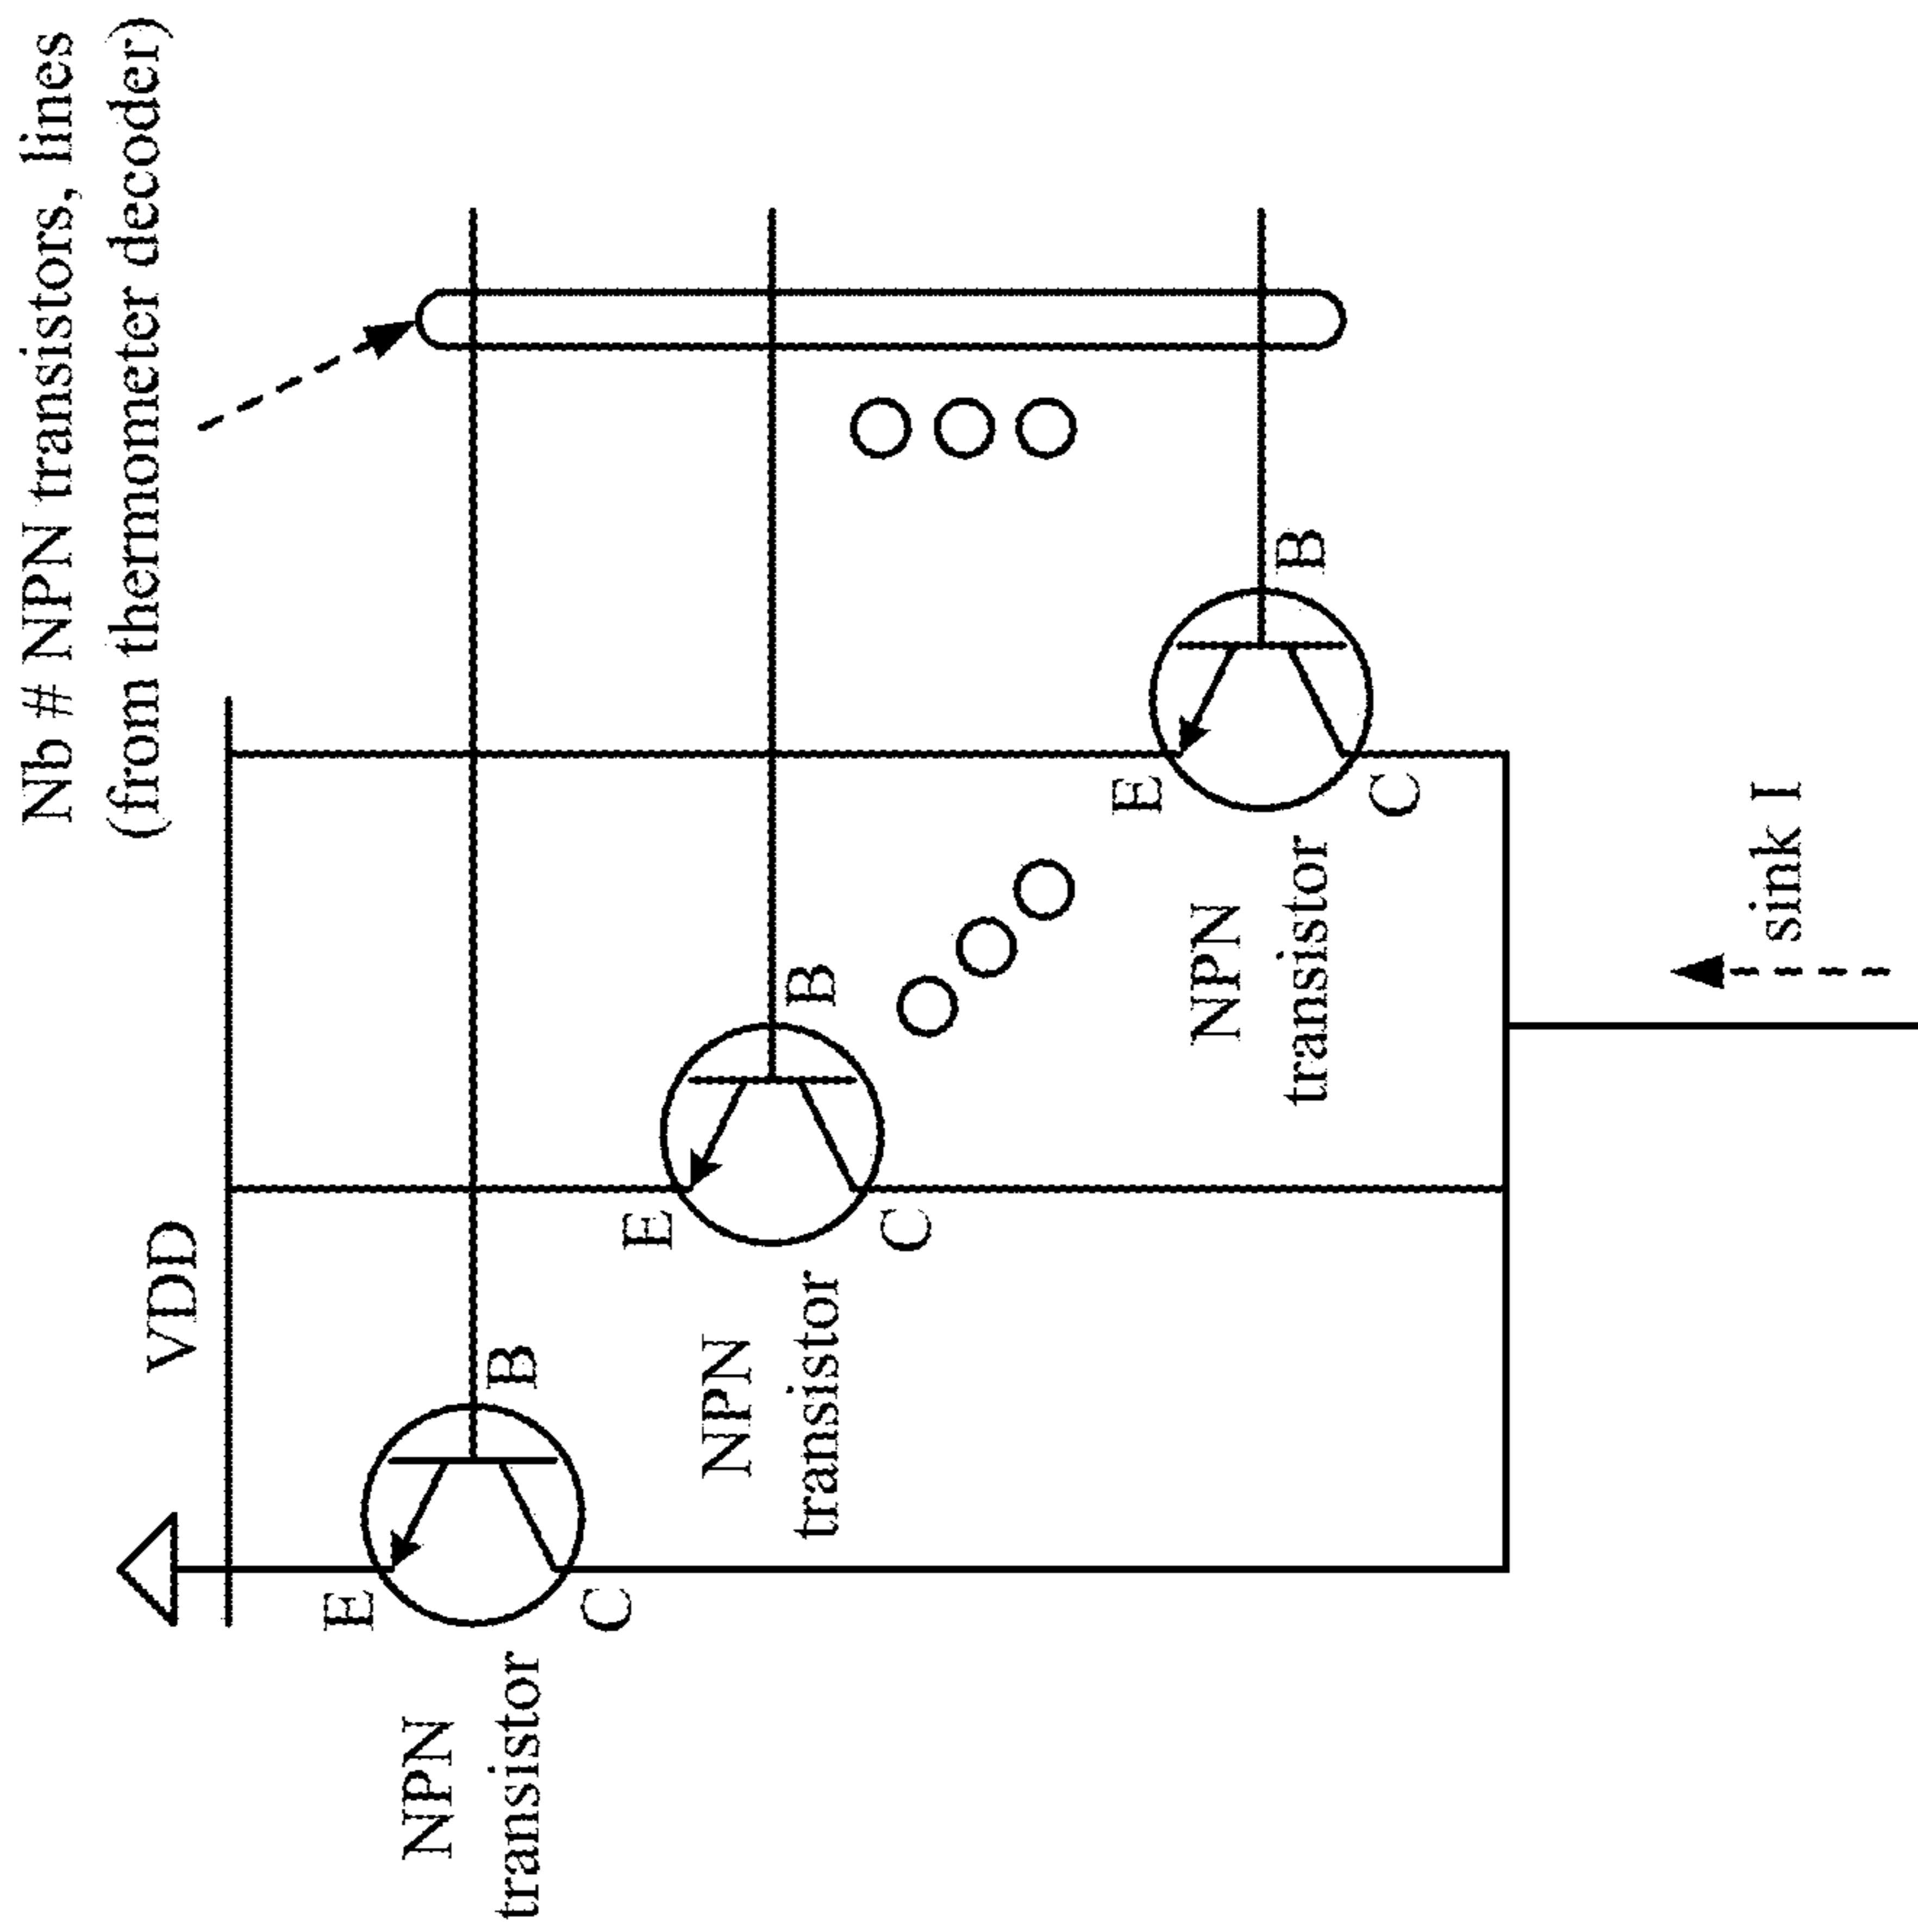 Nb # NPN transistors, lines
(from thermometer decoder)
VDD
E
B
C
NPN
transistor
E
B
C
NPN
transistor
E
B
C
NPN
transistor
sink I